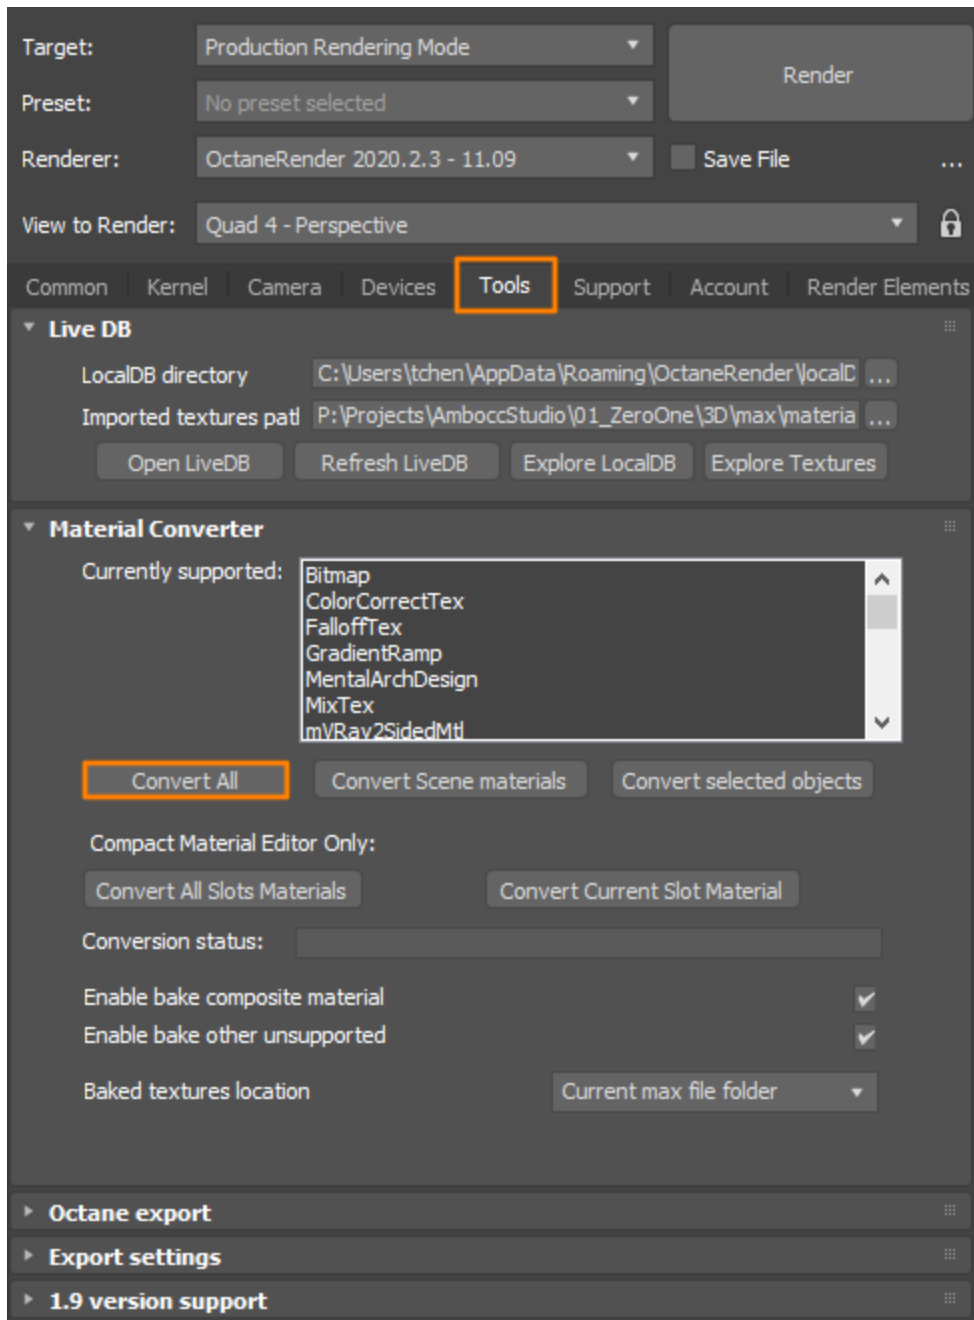 Target: Production Rendering Mode
Render
Preset: No preset selected
Renderer: OctaneRender 2020.2.3 - 11.09 Save File ...
View to Render: Quad 4 - Perspective
Common Kernel Camera Devices Tools Support Account Render Elements
Live DB
LocalDB directory C:\Users\tchen\AppData\Roaming\OctaneRender\localD ...
Imported textures patl P:\Projects\AmboccStudio\01_ZeroOne\3D\max\materia ...
Open LiveDB Refresh LiveDB Explore LocalDB Explore Textures
Material Converter
Currently supported: Bitmap
ColorCorrectTex
FalloffTex
GradientRamp
MentalArchDesign
MixTex
mVRay2SidedMtl
Convert All Convert Scene materials Convert selected objects
Compact Material Editor Only:
Convert All Slots Materials Convert Current Slot Material
Conversion status:
Enable bake composite material
Enable bake other unsupported
Baked textures location Current max file folder
Octane export
Export settings
1.9 version support